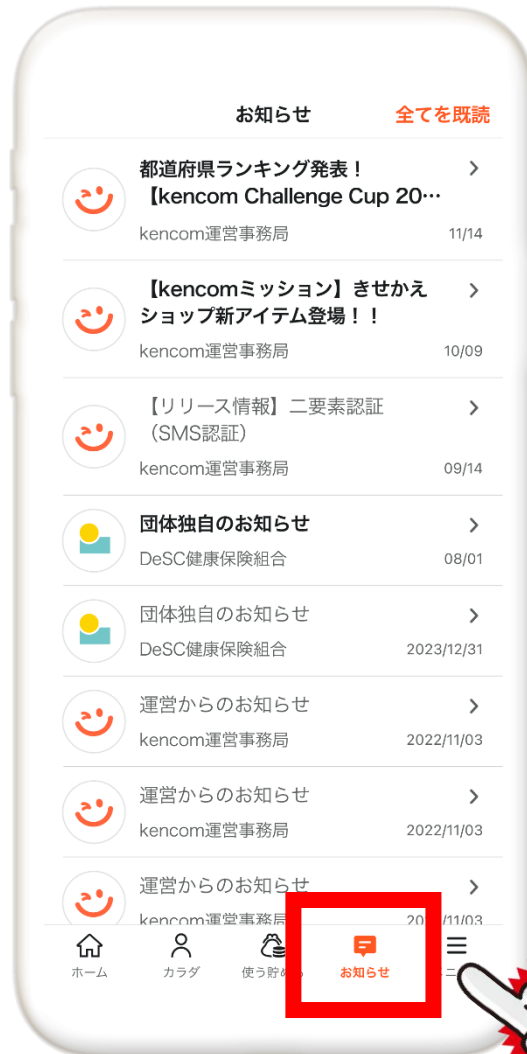 お知らせ
全てを既読
都道府県ランキング発表！
【kencom Challenge Cup 20…
kencom運営事務局
11/14
【kencomミッション】きせかえ
ショップ新アイテム登場！！
kencom運営事務局
10/09
【リリース情報】二要素認証
（SMS認証）
kencom運営事務局
09/14
団体独自のお知らせ
DeSC健康保険組合
08/01
団体独自のお知らせ
DeSC健康保険組合
2023/12/31
運営からのお知らせ
kencom運営事務局
2022/11/03
運営からのお知らせ
kencom運営事務局
2022/11/03
運営からのお知らせ
kencom運営事務局
ホーム
カラダ
使う貯
お知らせ